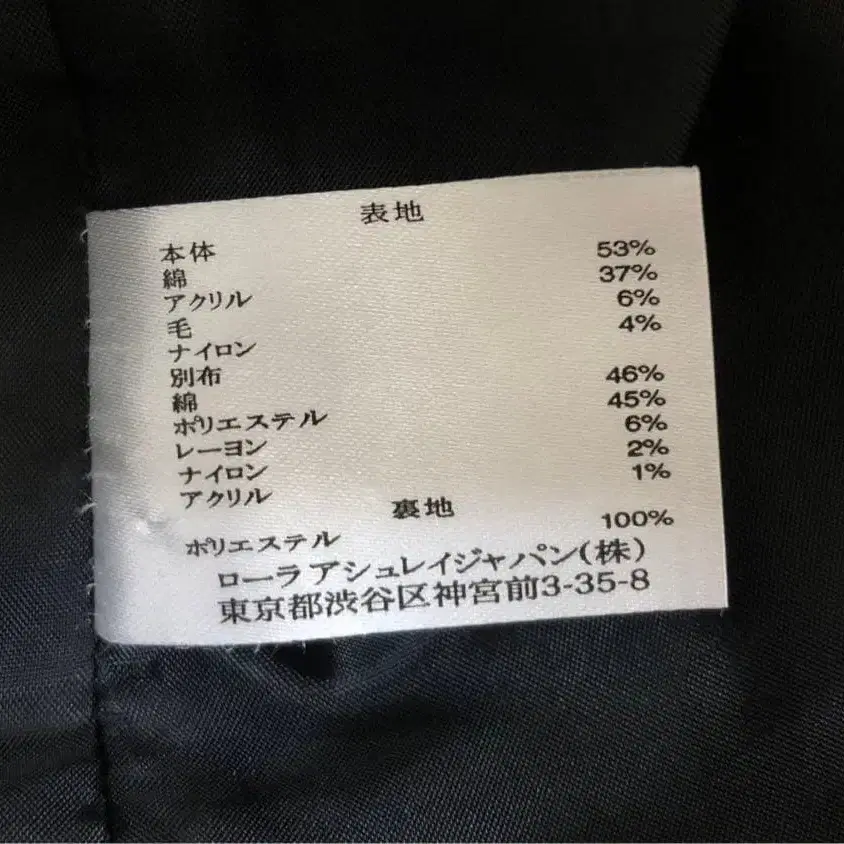 表地
本体
綿 53%
アクリル 37%
毛 6%
ナイロン 4%
別布
綿 46%
ポリエステル 45%
レーヨン 6%
ナイロン 2%
アクリル 1%
裏地
ポリエステル 100%
ローラ アシュレイジャパン(株)
東京都渋谷区神宮前3-35-8